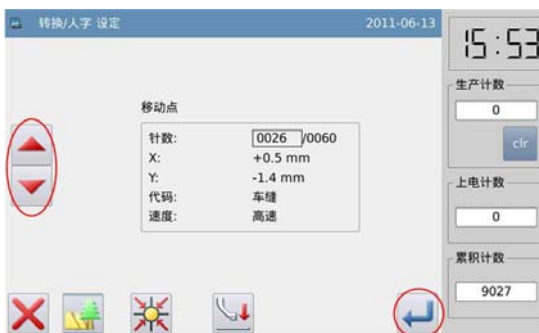 转换/人字 设定 2011-06-13
15:53
生产计数
0
clr
移动点
针数: 0026 /0060
X: +0.5 mm
Y: -1.4 mm
代码: 车缝
速度: 高速
上电计数
0
累积计数
9027